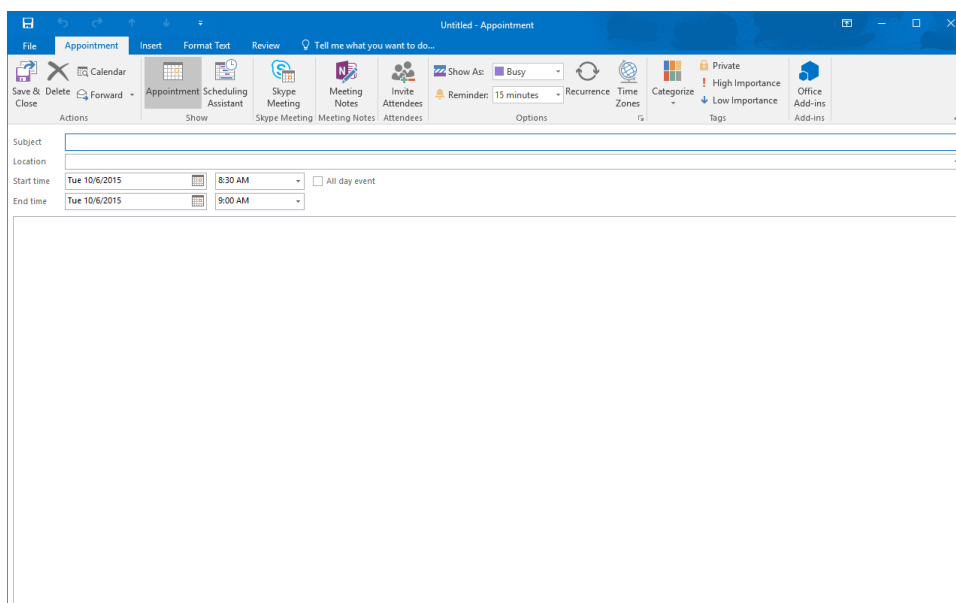 Untitled - Appointment
File Appointment Insert Format Text Review Tell me what you want to do...
Save & Close
Delete
Calendar
Forward
Actions
Appointment
Scheduling Assistant
Show
Skype Meeting
Skype Meeting
Meeting Notes
Meeting Notes
Invite Attendees
Attendees
Show As: Busy
Reminder: 15 minutes
Recurrence
Time Zones
Options
Categorize
Private
High Importance
Low Importance
Tags
Office Add-ins
Add-ins
Subject
Location
Start time Tue 10/6/2015 8:30 AM All day event
End time Tue 10/6/2015 9:00 AM